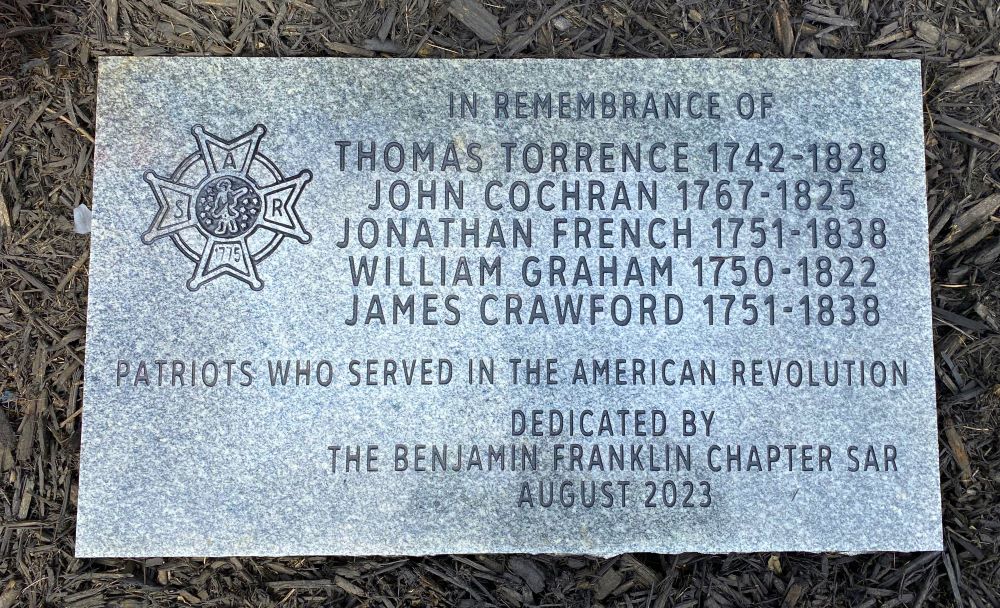 IN REMEMBRANCE OF
THOMAS TORRENCE 1742-1828
JOHN COCHRAN 1767-1825
JONATHAN FRENCH 1751-1838
WILLIAM GRAHAM 1750-1822
JAMES CRAWFORD 1751-1838
S A R
1775
PATRIOTS WHO SERVED IN THE AMERICAN REVOLUTION
DEDICATED BY
THE BENJAMIN FRANKLIN CHAPTER SAR
AUGUST 2023